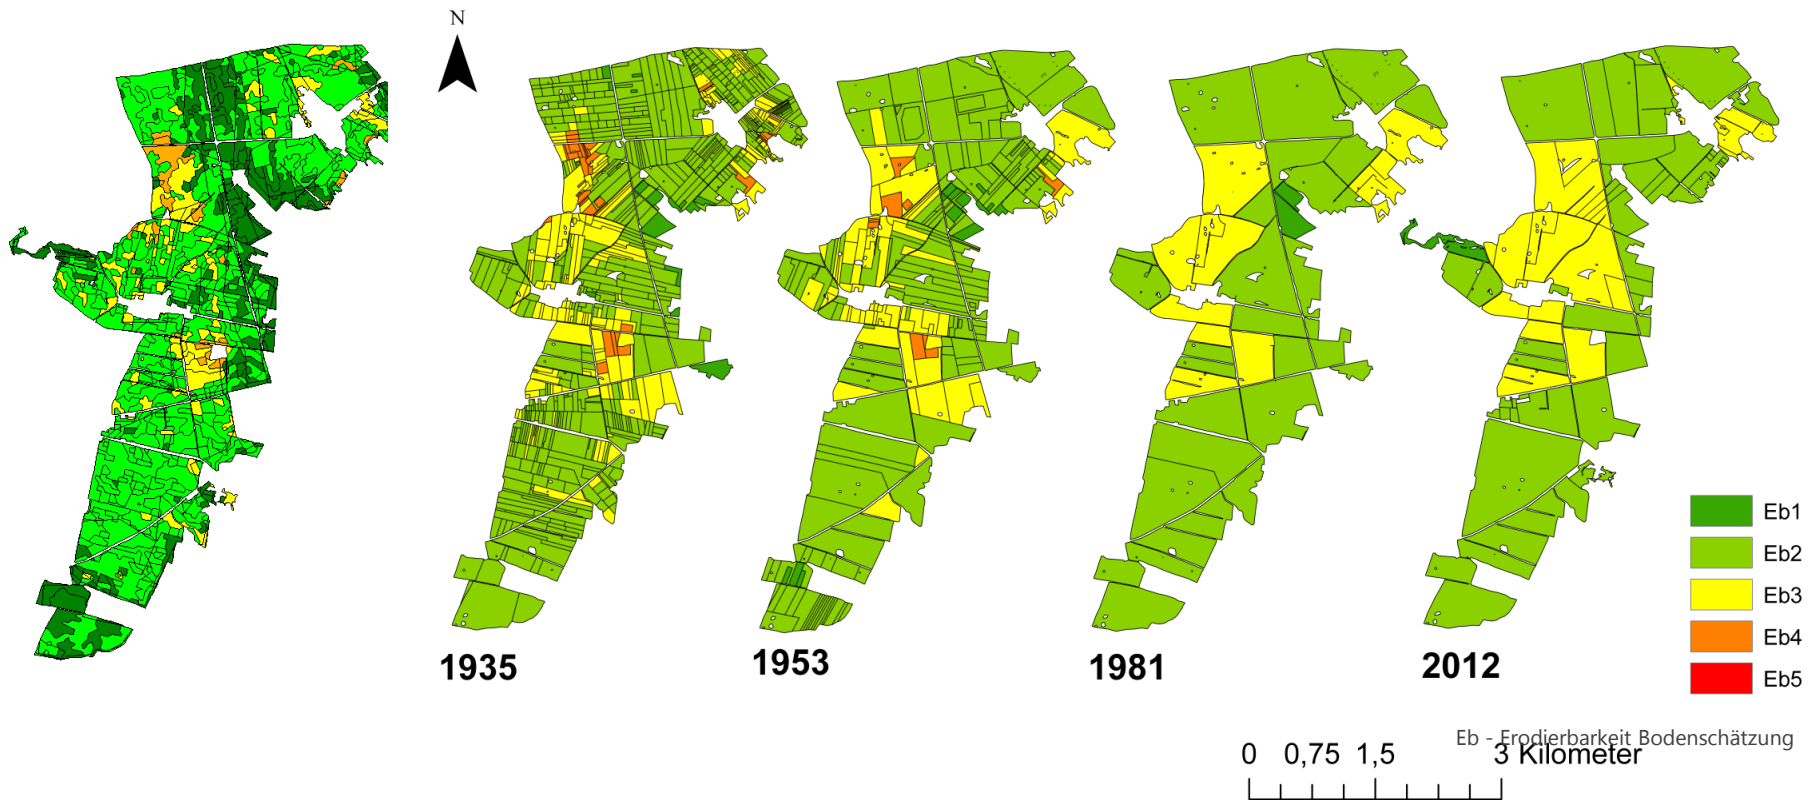 N
1935
1953
1981
2012
Eb1
Eb2
Eb3
Eb4
Eb5
Eb - Erodierbarkeit Bodenschätzung
0 0,75 1,5 3 Kilometer